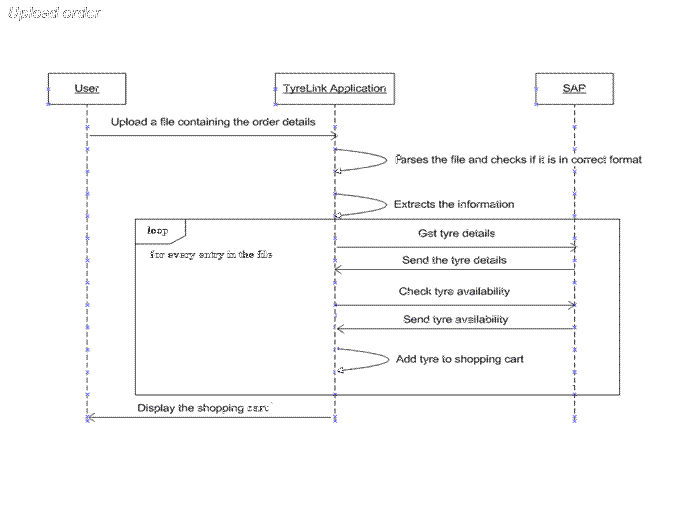 Upload order
User
TyreLink Application
SAP
Upload a file containing the order details
Parses the file and checks if it is in correct format
Extracts the information
loop
for every entry in the file
Get tyre details
Send the tyre details
Check tyre availability
Send tyre availability
Add tyre to shopping cart
Display the shopping cart